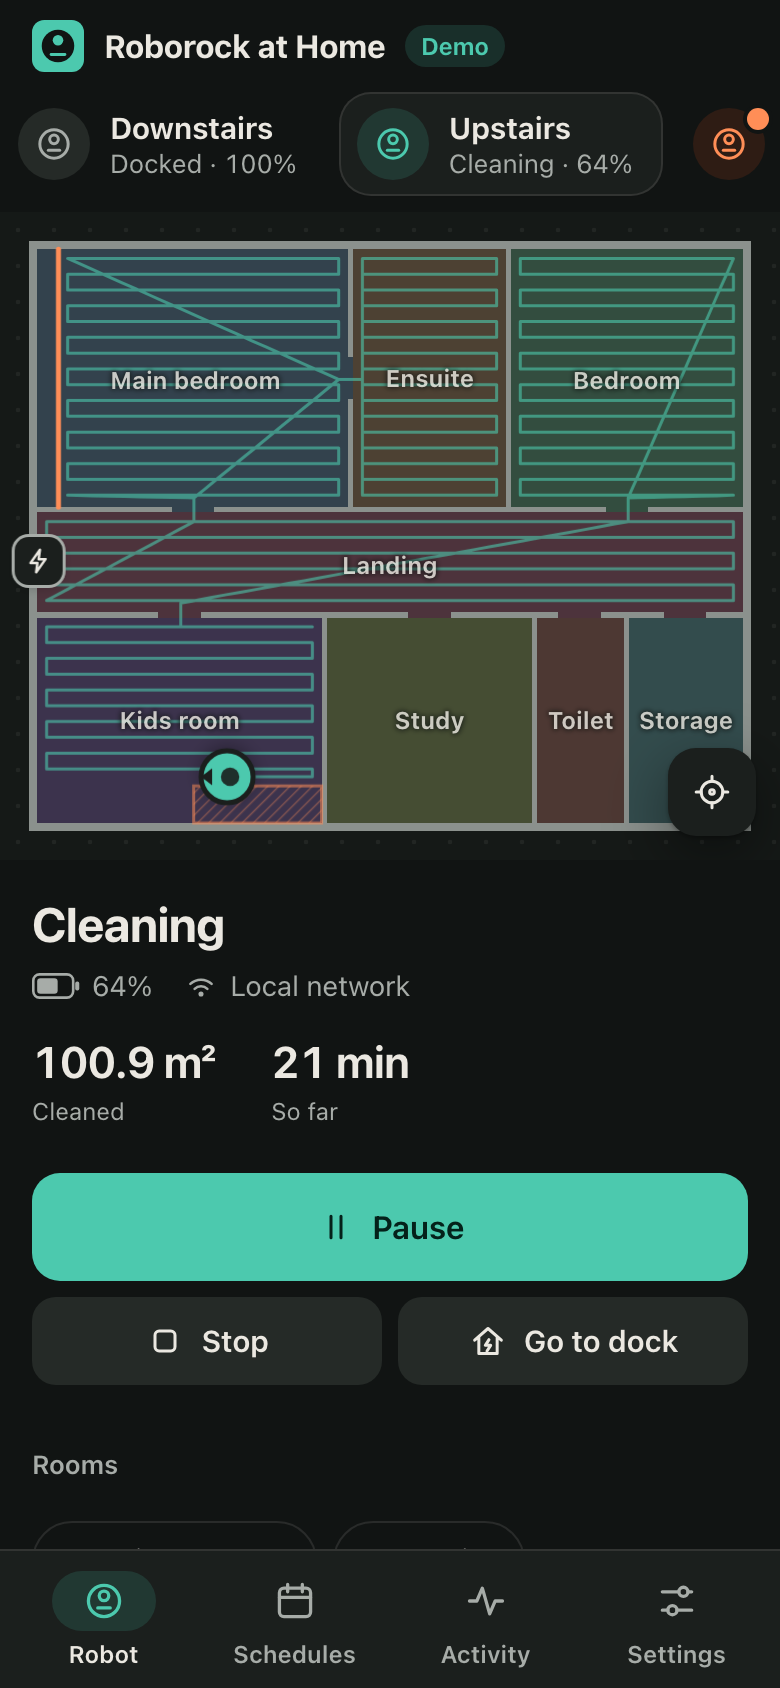 Roborock at Home
Demo
Downstairs
Docked · 100%
Upstairs
Cleaning · 64%
Main bedroom
Ensuite
Bedroom
Landing
Kids room
Study
Toilet
Storage
Cleaning
64%
Local network
100.9 m²
Cleaned
21 min
So far
Pause
Stop
Go to dock
Rooms
Robot
Schedules
Activity
Settings